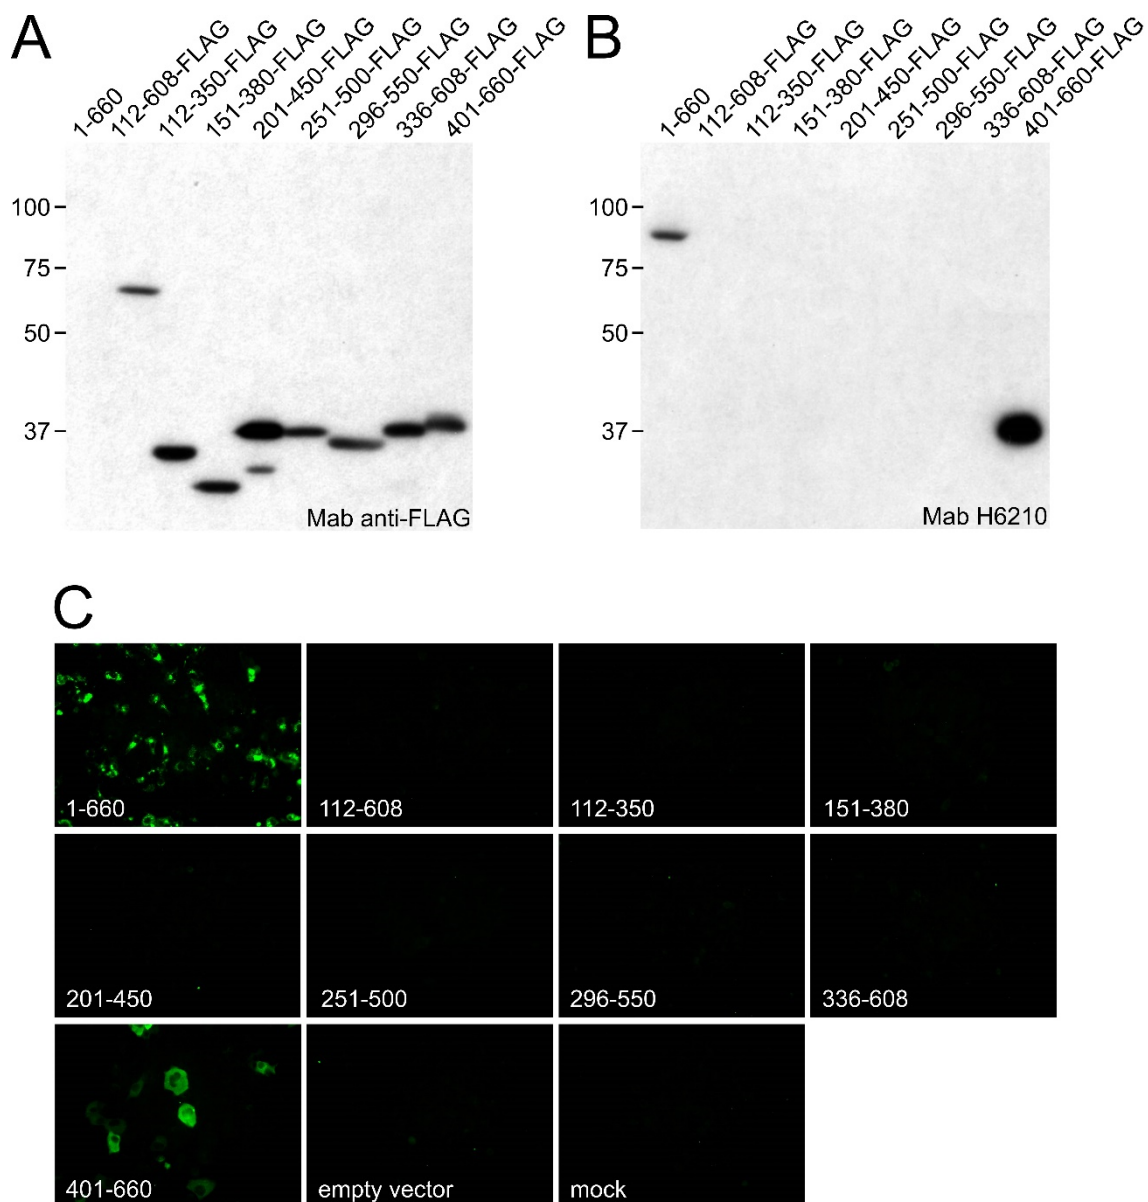 A
1-660
112-608-FLAG
112-350-FLAG
151-380-FLAG
201-450-FLAG
251-500-FLAG
296-550-FLAG
336-608-FLAG
401-660-FLAG
100
75
50
37
Mab anti-FLAG
B
1-660
112-608-FLAG
112-350-FLAG
151-380-FLAG
201-450-FLAG
251-500-FLAG
296-550-FLAG
336-608-FLAG
401-660-FLAG
100
75
50
37
Mab H6210
C
1-660
112-608
112-350
151-380
201-450
251-500
296-550
336-608
401-660
empty vector
mock